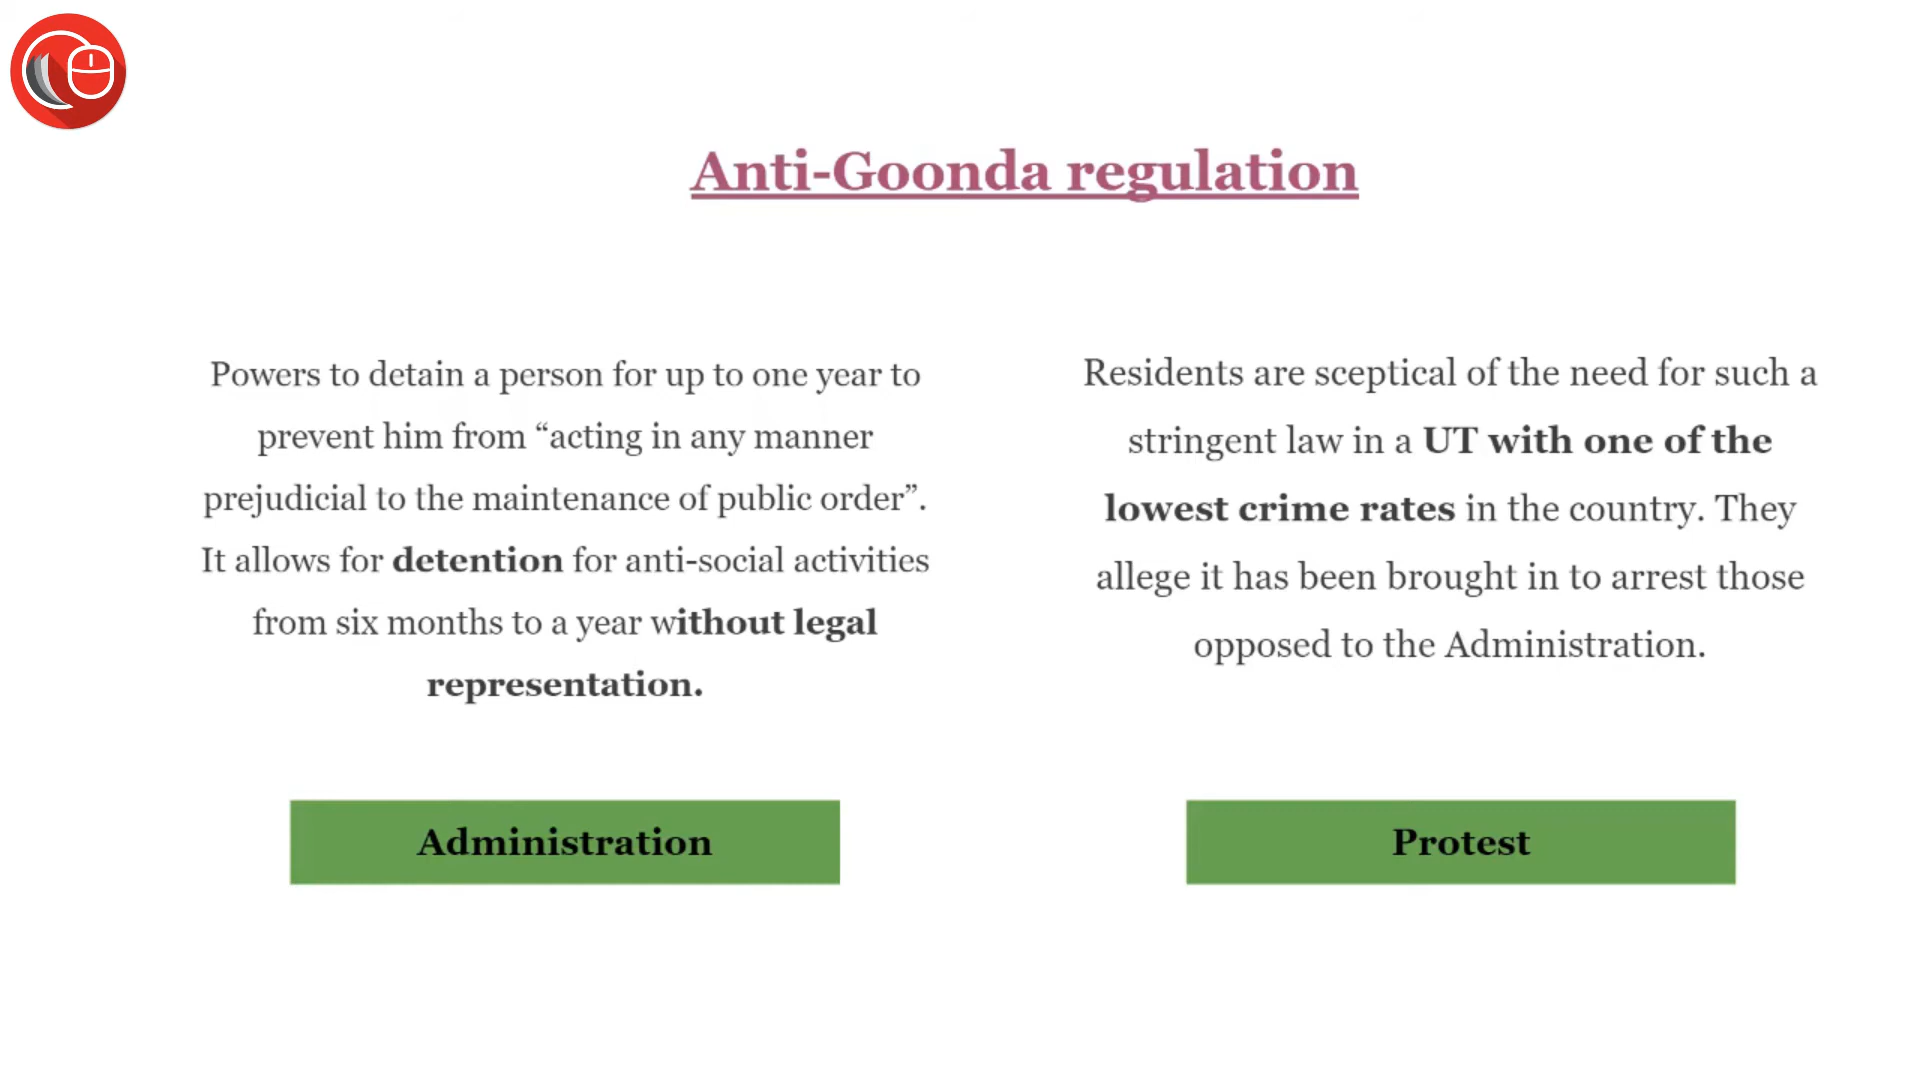 Anti-Goonda regulation
Powers to detain a person for up to one year to
prevent him from “acting in any manner
prejudicial to the maintenance of public order”.
It allows for detention for anti-social activities
from six months to a year without legal
representation.
Administration
Residents are sceptical of the need for such a
stringent law in a UT with one of the
lowest crime rates in the country. They
allege it has been brought in to arrest those
opposed to the Administration.
Protest